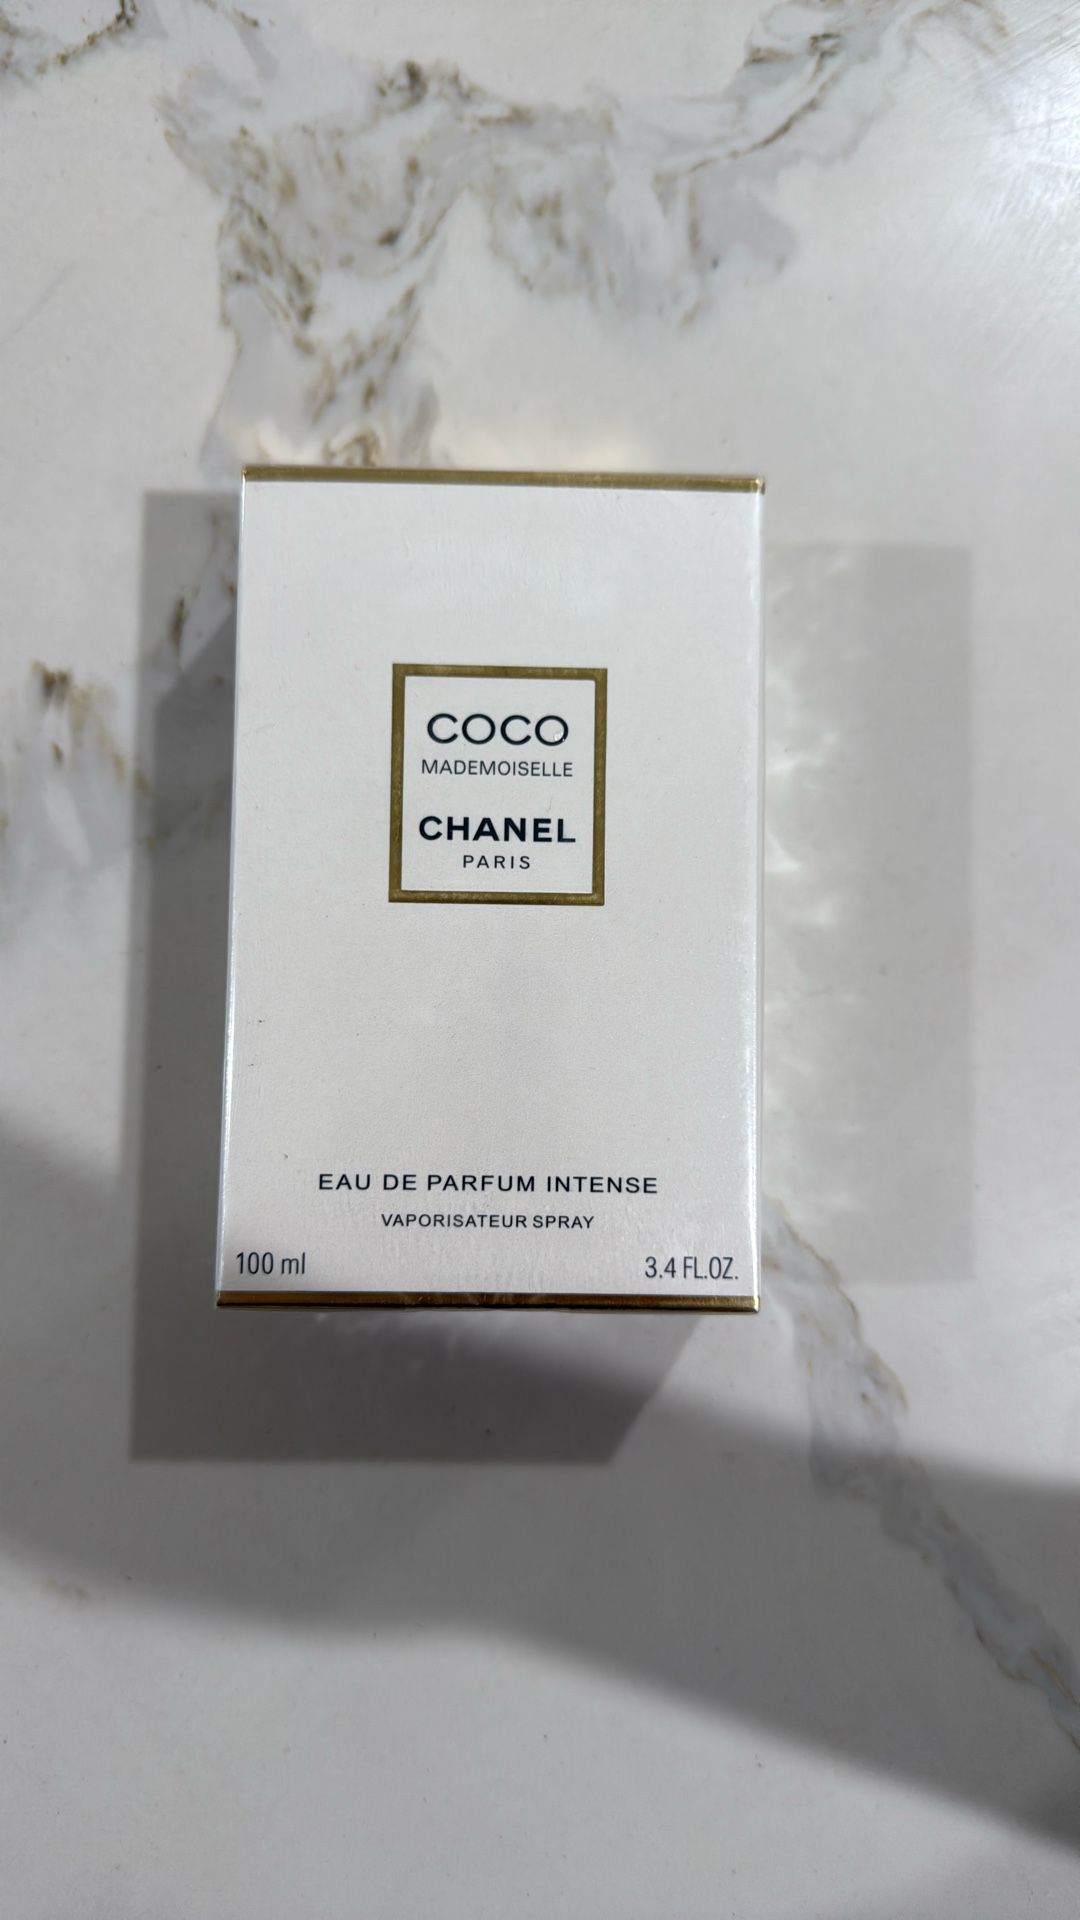 COCO
MADEMOISELLE
CHANEL
PARIS
EAU DE PARFUM INTENSE
VAPORISATEUR SPRAY
100 ml 3.4 FL.OZ.